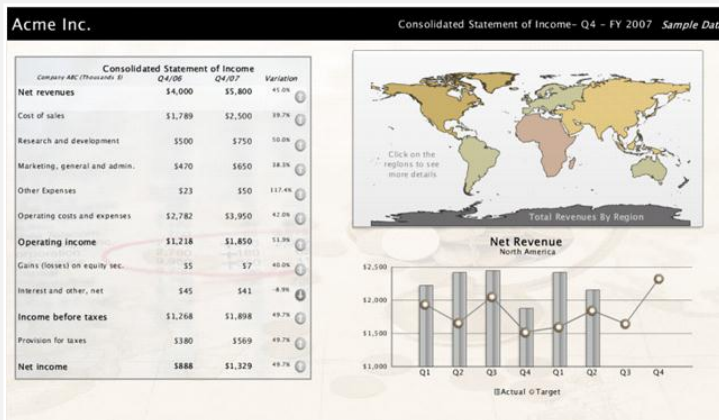 Acme Inc.
Consolidated Statement of Income- Q4 - FY 2007 Sample Dat
Consolidated Statement of Income
Company ABC (Thousands $) Q4/06 Q4/07 Variation
Net revenues $4,000 $5,800 45.0%
Cost of sales $1,789 $2,500 39.7%
Research and development $500 $750 50.0%
Marketing, general and admin. $470 $650 38.3%
Other Expenses $23 $50 117.4%
Operating costs and expenses $2,782 $3,950 42.0%
Operating income $1,218 $1,850 51.9%
Gains (losses) on equity sec. $5 $7 40.0%
Interest and other, net $45 $41 -8.9%
Income before taxes $1,268 $1,898 49.7%
Provision for taxes $380 $569 49.7%
Net income $888 $1,329 49.7%
Click on the
regions to see
more details
Total Revenues By Region
Net Revenue
North America
$2,500
$2,000
$1,500
$1,000
Q1 Q2 Q3 Q4 Q1 Q2 Q3 Q4
Actual Target